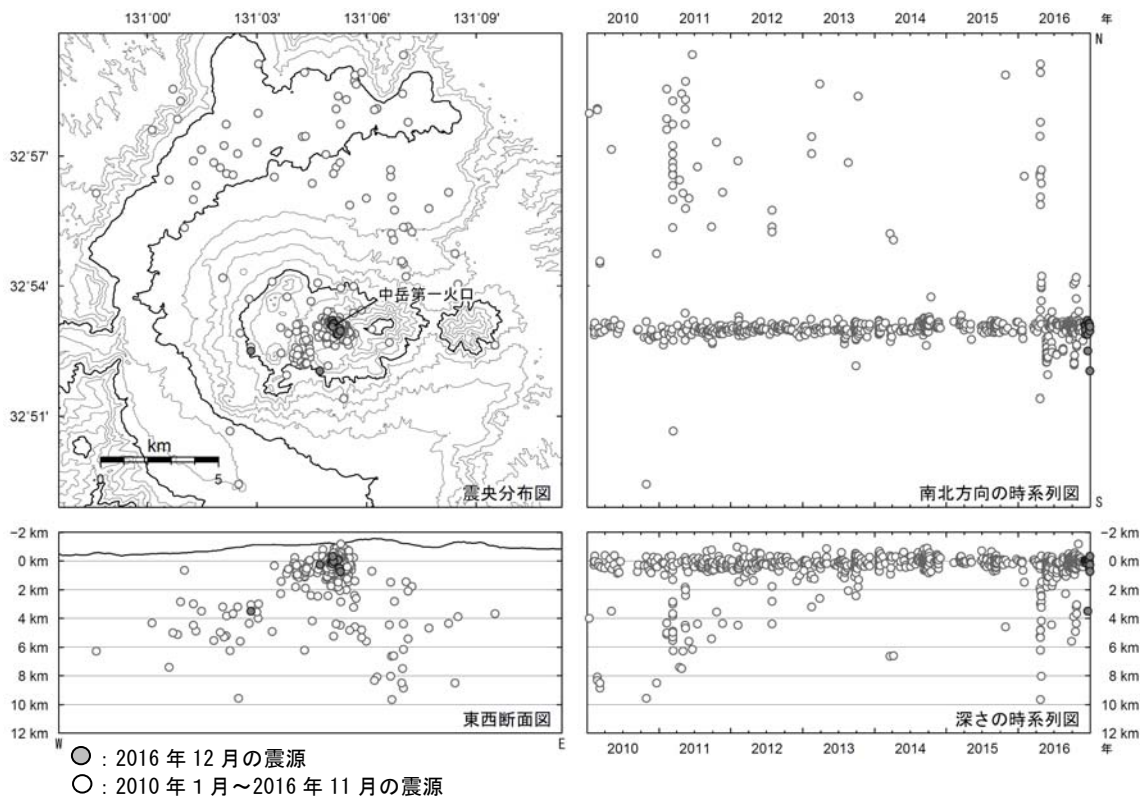 131°00' 131°03' 131°06' 131°09'
32°57'
32°54'
32°51'
中岳第一火口
km
0 5
震央分布図
2010 2011 2012 2013 2014 2015 2016 年
N
S
南北方向の時系列図
-2 km
0 km
2 km
4 km
6 km
8 km
10 km
12 km
W E
東西断面図
-2 km
0 km
2 km
4 km
6 km
8 km
10 km
12 km
深さの時系列図
2010 2011 2012 2013 2014 2015 2016 年
:2016 年 12 月の震源
:2010 年 1 月~2016 年 11 月の震源